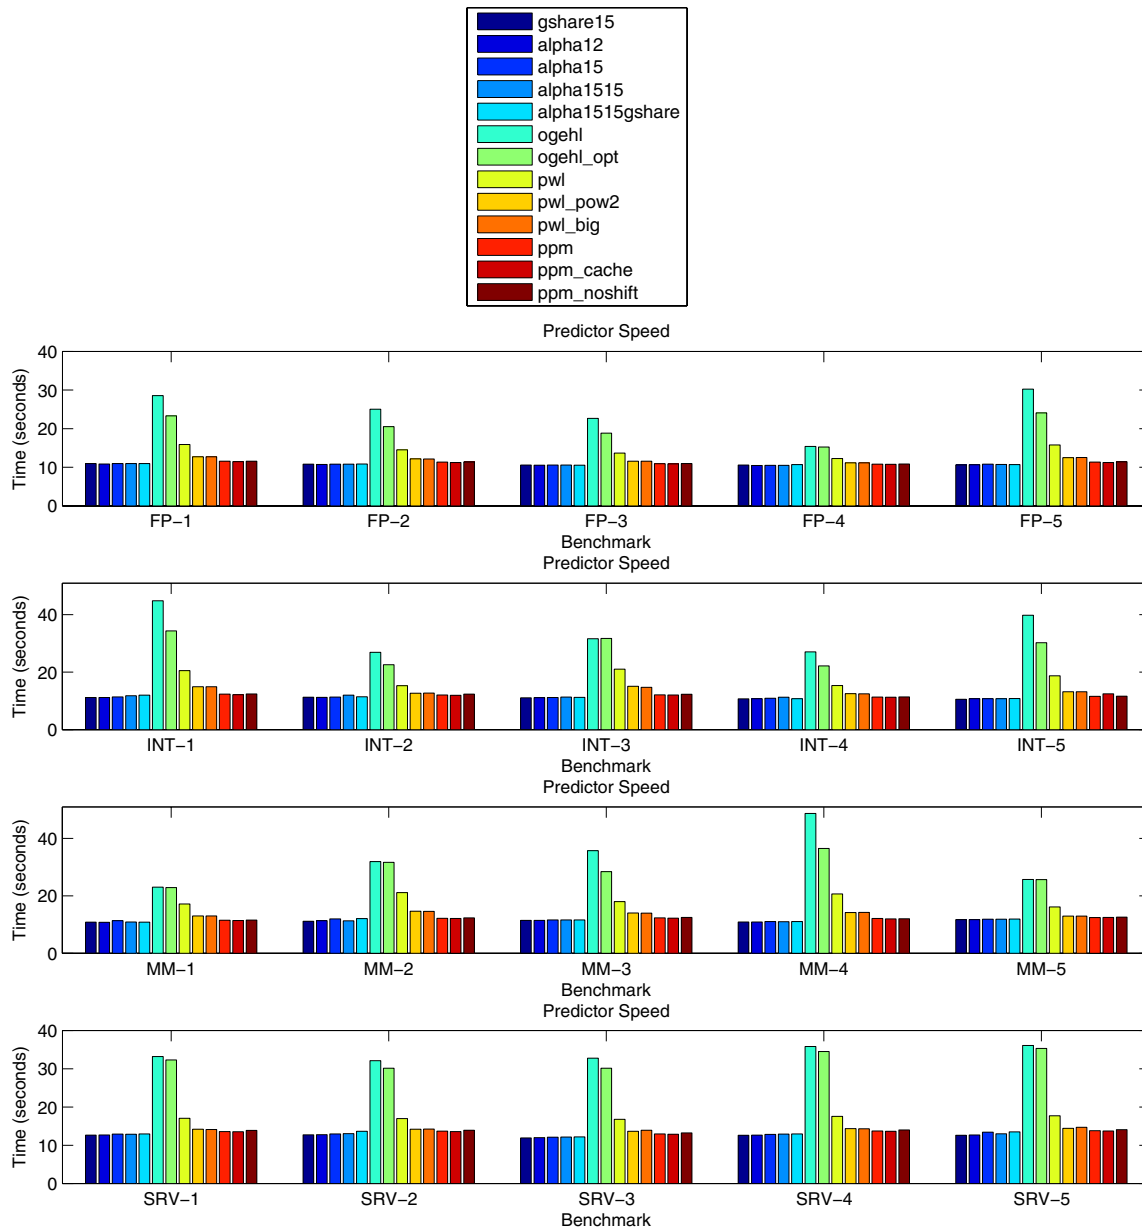 gshare15
alpha12
alpha15
alpha1515
alpha1515gshare
ogehl
ogehl_opt
pwl
pwl_pow2
pwl_big
ppm
ppm_cache
ppm_noshift
Predictor Speed
40
30
20
10
0
Time (seconds)
FP−1 FP−2 FP−3 FP−4 FP−5
Benchmark
Predictor Speed
40
20
0
Time (seconds)
INT−1 INT−2 INT−3 INT−4 INT−5
Benchmark
Predictor Speed
40
20
0
Time (seconds)
MM−1 MM−2 MM−3 MM−4 MM−5
Benchmark
Predictor Speed
40
30
20
10
0
Time (seconds)
SRV−1 SRV−2 SRV−3 SRV−4 SRV−5
Benchmark